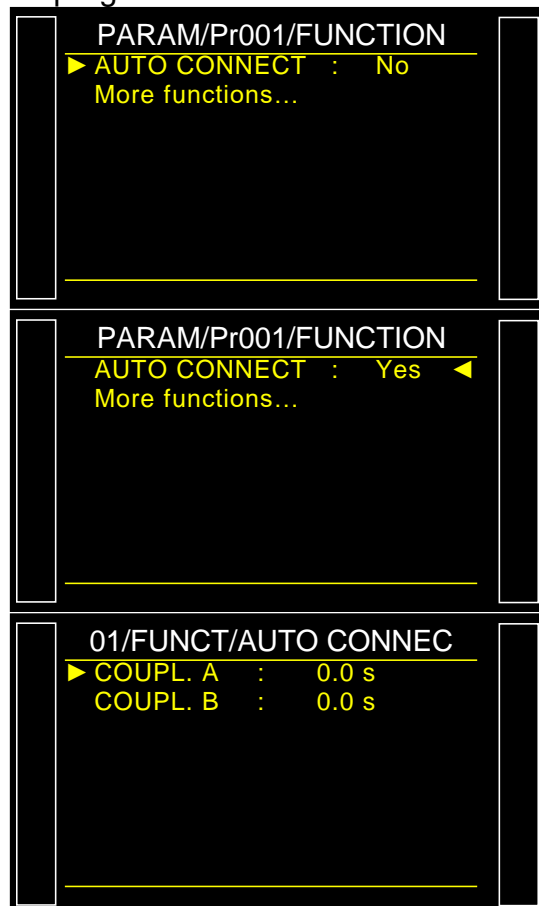 PARAM/Pr001/FUNCTION
► AUTO CONNECT : No
More functions...
PARAM/Pr001/FUNCTION
AUTO CONNECT : Yes ◄
More functions...
01/FUNCT/AUTO CONNEC
► COUPL. A : 0.0 s
COUPL. B : 0.0 s